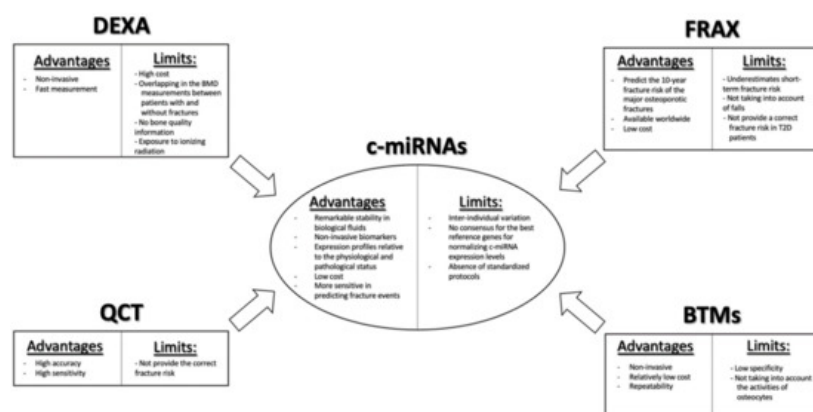 DEXA
Advantages
- Non-invasive
- Fast measurement
Limits:
- High cost
- Overlapping in the BMD
measurements between
patients with and
without fractures
- No bone quality
information
- Exposure to ionizing
radiation
FRAX
Advantages
- Predict the 10-year
fracture risk of the
major osteoporotic
fractures
- Available worldwide
- Low cost
Limits:
- Underestimates short-
term fracture risk
- Not taking into account
of falls
- Not provide a correct
fracture risk in T2D
patients
c-miRNAs
Advantages
- Remarkable stability in
biological fluids
- Non-invasive biomarkers
- Expression profiles relative
to the physiological and
pathological status
- Low cost
- More sensitive in
predicting fracture events
Limits:
- Inter-individual variation
- No consensus for the best
reference genes for
normalizing c-miRNA
expression levels
- Absence of standardized
protocols
QCT
Advantages
- High accuracy
- High sensitivity
Limits:
- Not provide the correct
fracture risk
BTMs
Advantages
- Non-invasive
- Relatively low cost
- Repeatability
Limits:
- Low specificity
- Not taking into account
the activities of
osteocytes